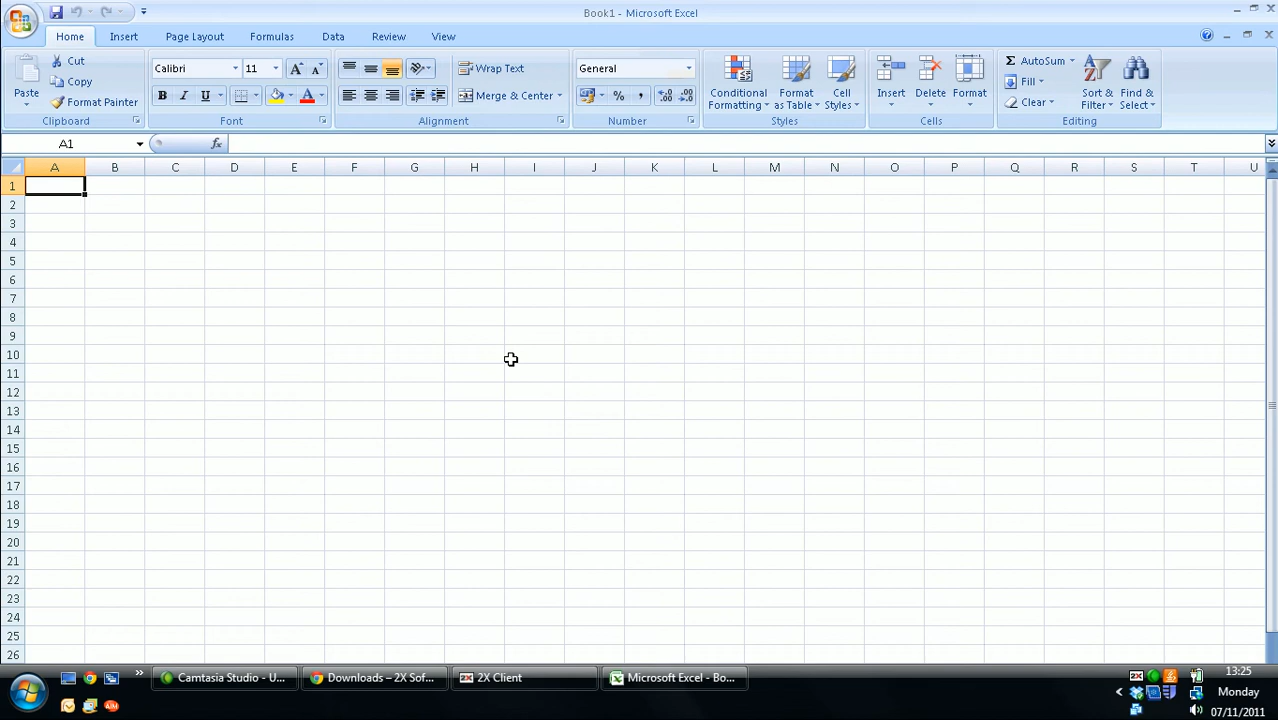 Book1 - Microsoft Excel
Home Insert Page Layout Formulas Data Review View
Paste Cut Copy Format Painter Clipboard
Calibri 11 B I U A Font
Wrap Text Merge & Center Alignment
General % , Number
Conditional Formatting Format as Table Cell Styles Styles
Insert Delete Format Cells
Σ AutoSum Fill Clear Sort & Filter Find & Select Editing
A1 fx
A B C D E F G H I J K L M N O P Q R S T U
1
2
3
4
5
6
7
8
9
10
11
12
13
14
15
16
17
18
19
20
21
22
23
24
25
26
Camtasia Studio - U... Downloads – 2X Sof... 2X Client Microsoft Excel - Bo... 13:25
Monday
07/11/2011